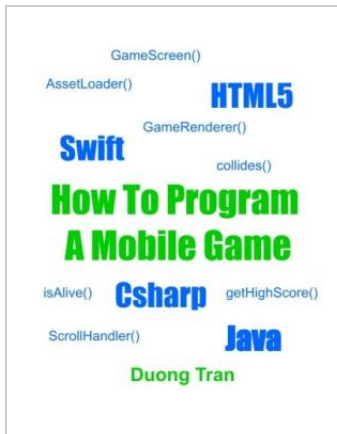 GameScreen()
AssetLoader()
HTML5
GameRenderer()
Swift
collides()
How To Program
A Mobile Game
isAlive() Csharp getHighScore()
ScrollHandler()
Java
Duong Tran